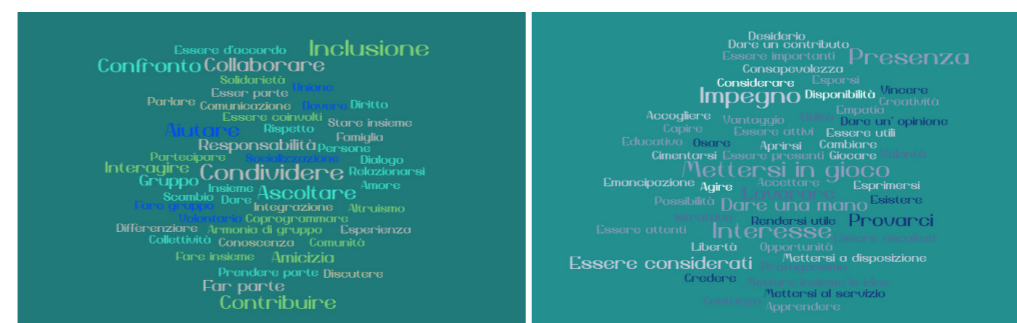 Essere d'accordo Inclusione
Confronto Collaborare
Solidarietà
Unione
Esser parte
Parlare Comunicazione Dovere Diritto
Essere coinvolti Stare insieme
Aiutare Rispetto Famiglia
Responsabilità Persone
Partecipare Socializzazione Dialogo
Interagire Condividere Relazionarsi
Gruppo Insieme Ascoltare Amore
Scambio Dare
Fare gruppo Integrazione Altruismo
Volontario Coprogrammare
Differenziare Armonia di gruppo Esperienza
Collettività Conoscenza Comunità
Fare insieme Amicizia
Prendere parte Discutere
Far parte
Contribuire
Desiderio
Dare un contributo
Essere importanti Presenza
Consapevolezza
Considerare Esporsi
Impegno Disponibilità Vincere
Creatività
Empatia
Accogliere Vantaggio Dare un' opinione
Capire Essere attivi Essere utili
Educativo Osare Aprirsi Cambiare
Cimentarsi Essere presenti Giocare Volontà
Mettersi in gioco
Emancipazione Agire Accettare Esprimersi
Lavorare
Possibilità Dare una mano Esistere
Rendersi utile Provarci
Essere attenti Interesse
Libertà Opportunità
Essere considerati Mettersi a disposizione
Protagonismo
Credere
Mettersi al servizio
Apprendere